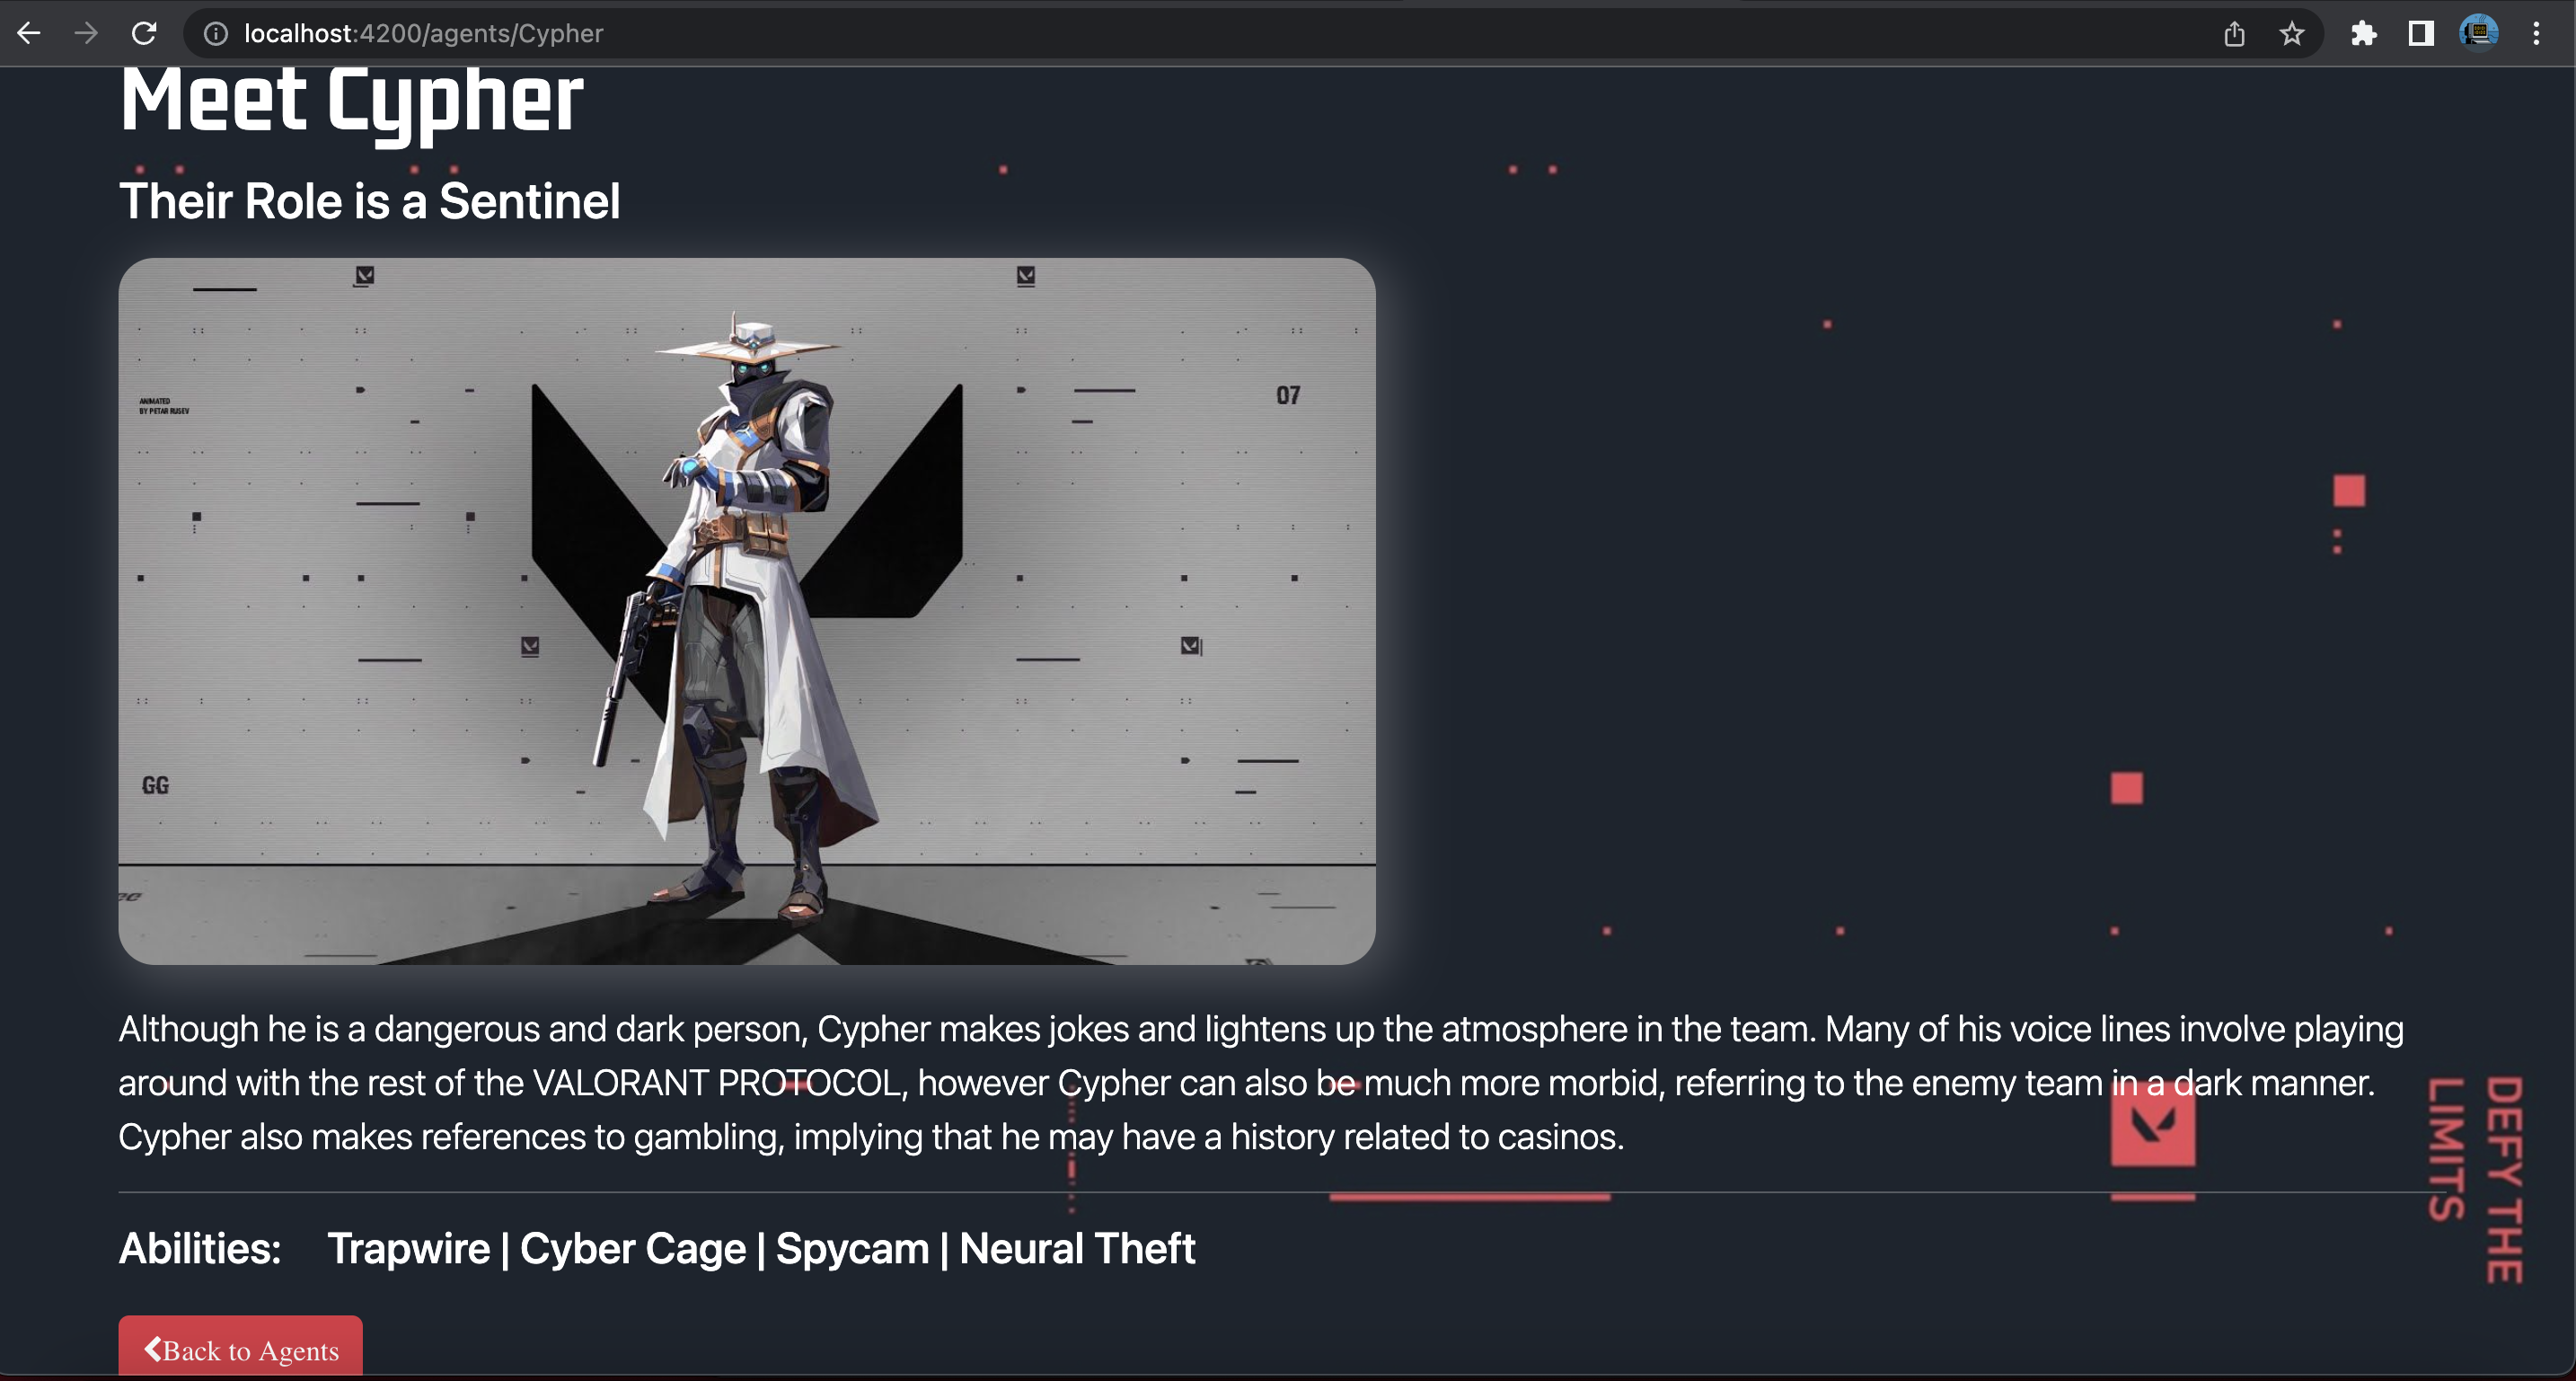 localhost:4200/agents/Cypher
Meet Cypher
Their Role is a Sentinel
ANIMATED
BY PETAR RUSEV
07
GG
Although he is a dangerous and dark person, Cypher makes jokes and lightens up the atmosphere in the team. Many of his voice lines involve playing
around with the rest of the VALORANT PROTOCOL, however Cypher can also be much more morbid, referring to the enemy team in a dark manner.
Cypher also makes references to gambling, implying that he may have a history related to casinos.
DEFY THE
LIMITS
Abilities: Trapwire | Cyber Cage | Spycam | Neural Theft
Back to Agents